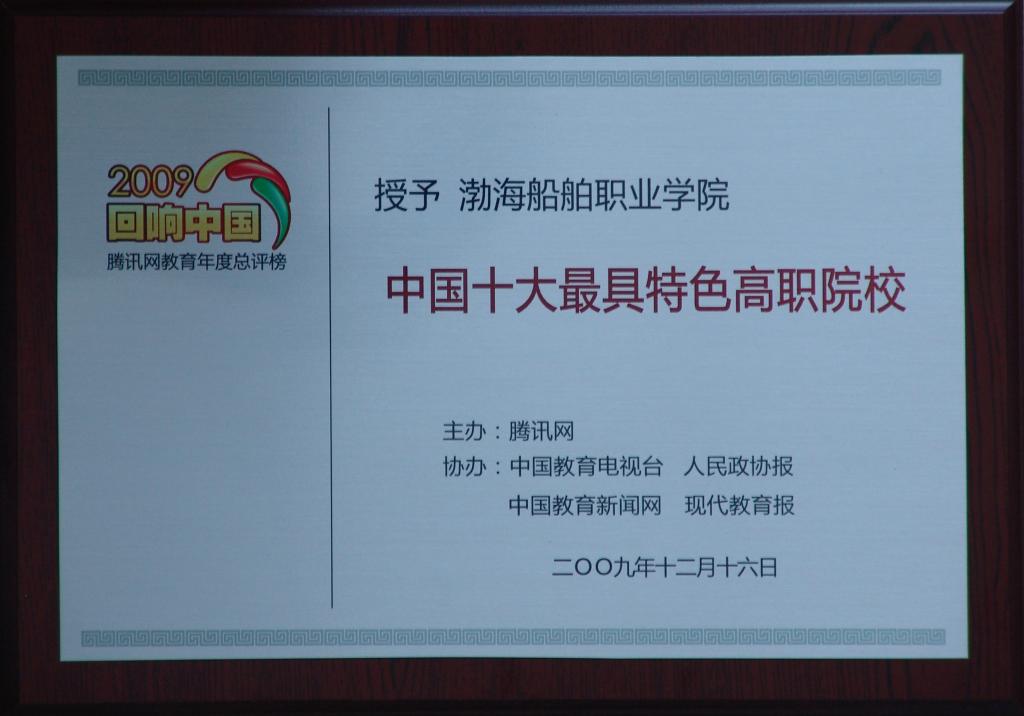 2009
回响中国
腾讯网教育年度总评榜
授予 渤海船舶职业学院
中国十大最具特色高职院校
主办：腾讯网
协办：中国教育电视台 人民政协报
中国教育新闻网 现代教育报
二〇〇九年十二月十六日